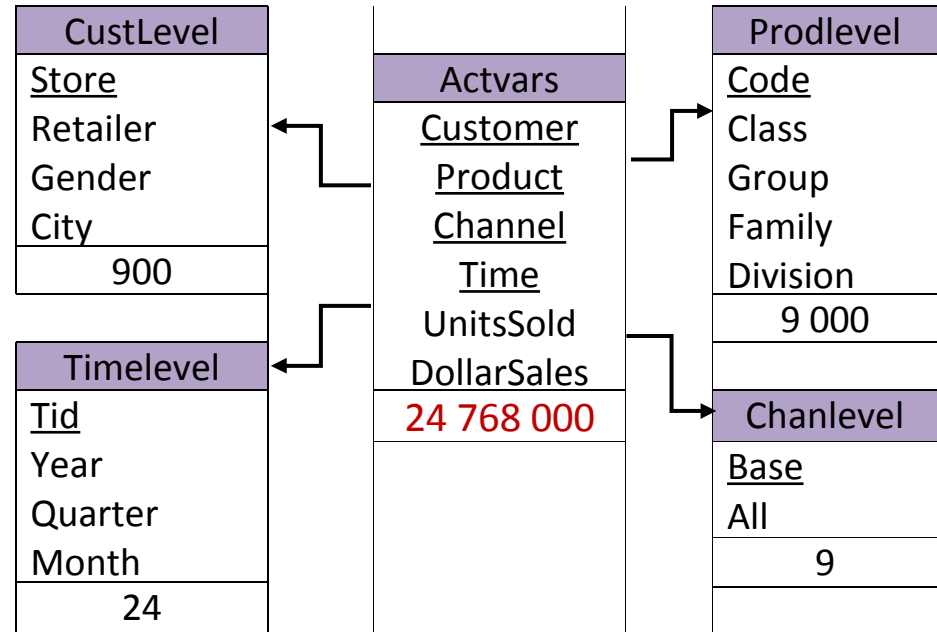 CustLevel
Store
Retailer
Gender
City
900
Timelevel
Tid
Year
Quarter
Month
24
Actvars
Customer
Product
Channel
Time
UnitsSold
DollarSales
24 768 000
Prodlevel
Code
Class
Group
Family
Division
9 000
Chanlevel
Base
All
9